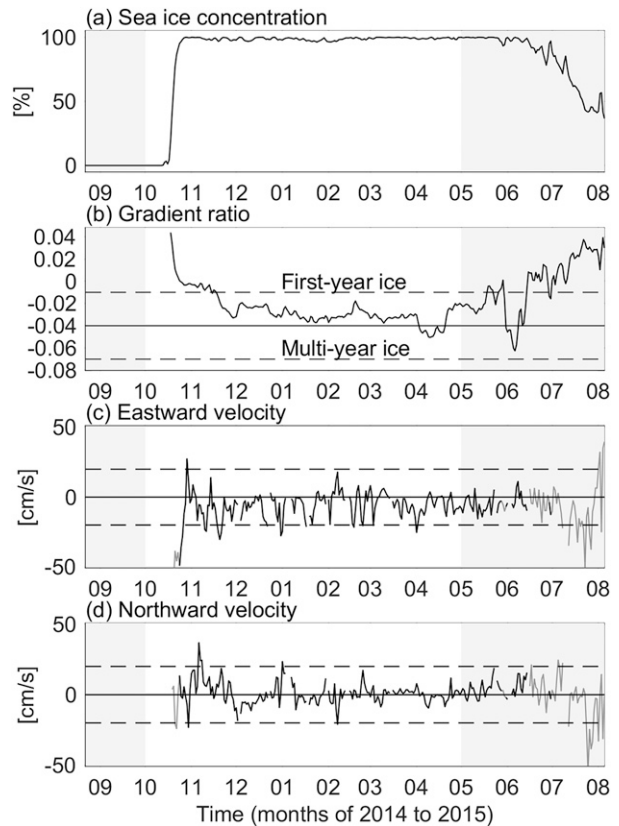 (a) Sea ice concentration
100
50
0
[%]
09 10 11 12 01 02 03 04 05 06 07 08
(b) Gradient ratio
0.04
0.02
0
-0.02
-0.04
-0.06
-0.08
First-year ice
Multi-year ice
09 10 11 12 01 02 03 04 05 06 07 08
(c) Eastward velocity
50
0
-50
[cm/s]
09 10 11 12 01 02 03 04 05 06 07 08
(d) Northward velocity
50
0
-50
[cm/s]
09 10 11 12 01 02 03 04 05 06 07 08
Time (months of 2014 to 2015)